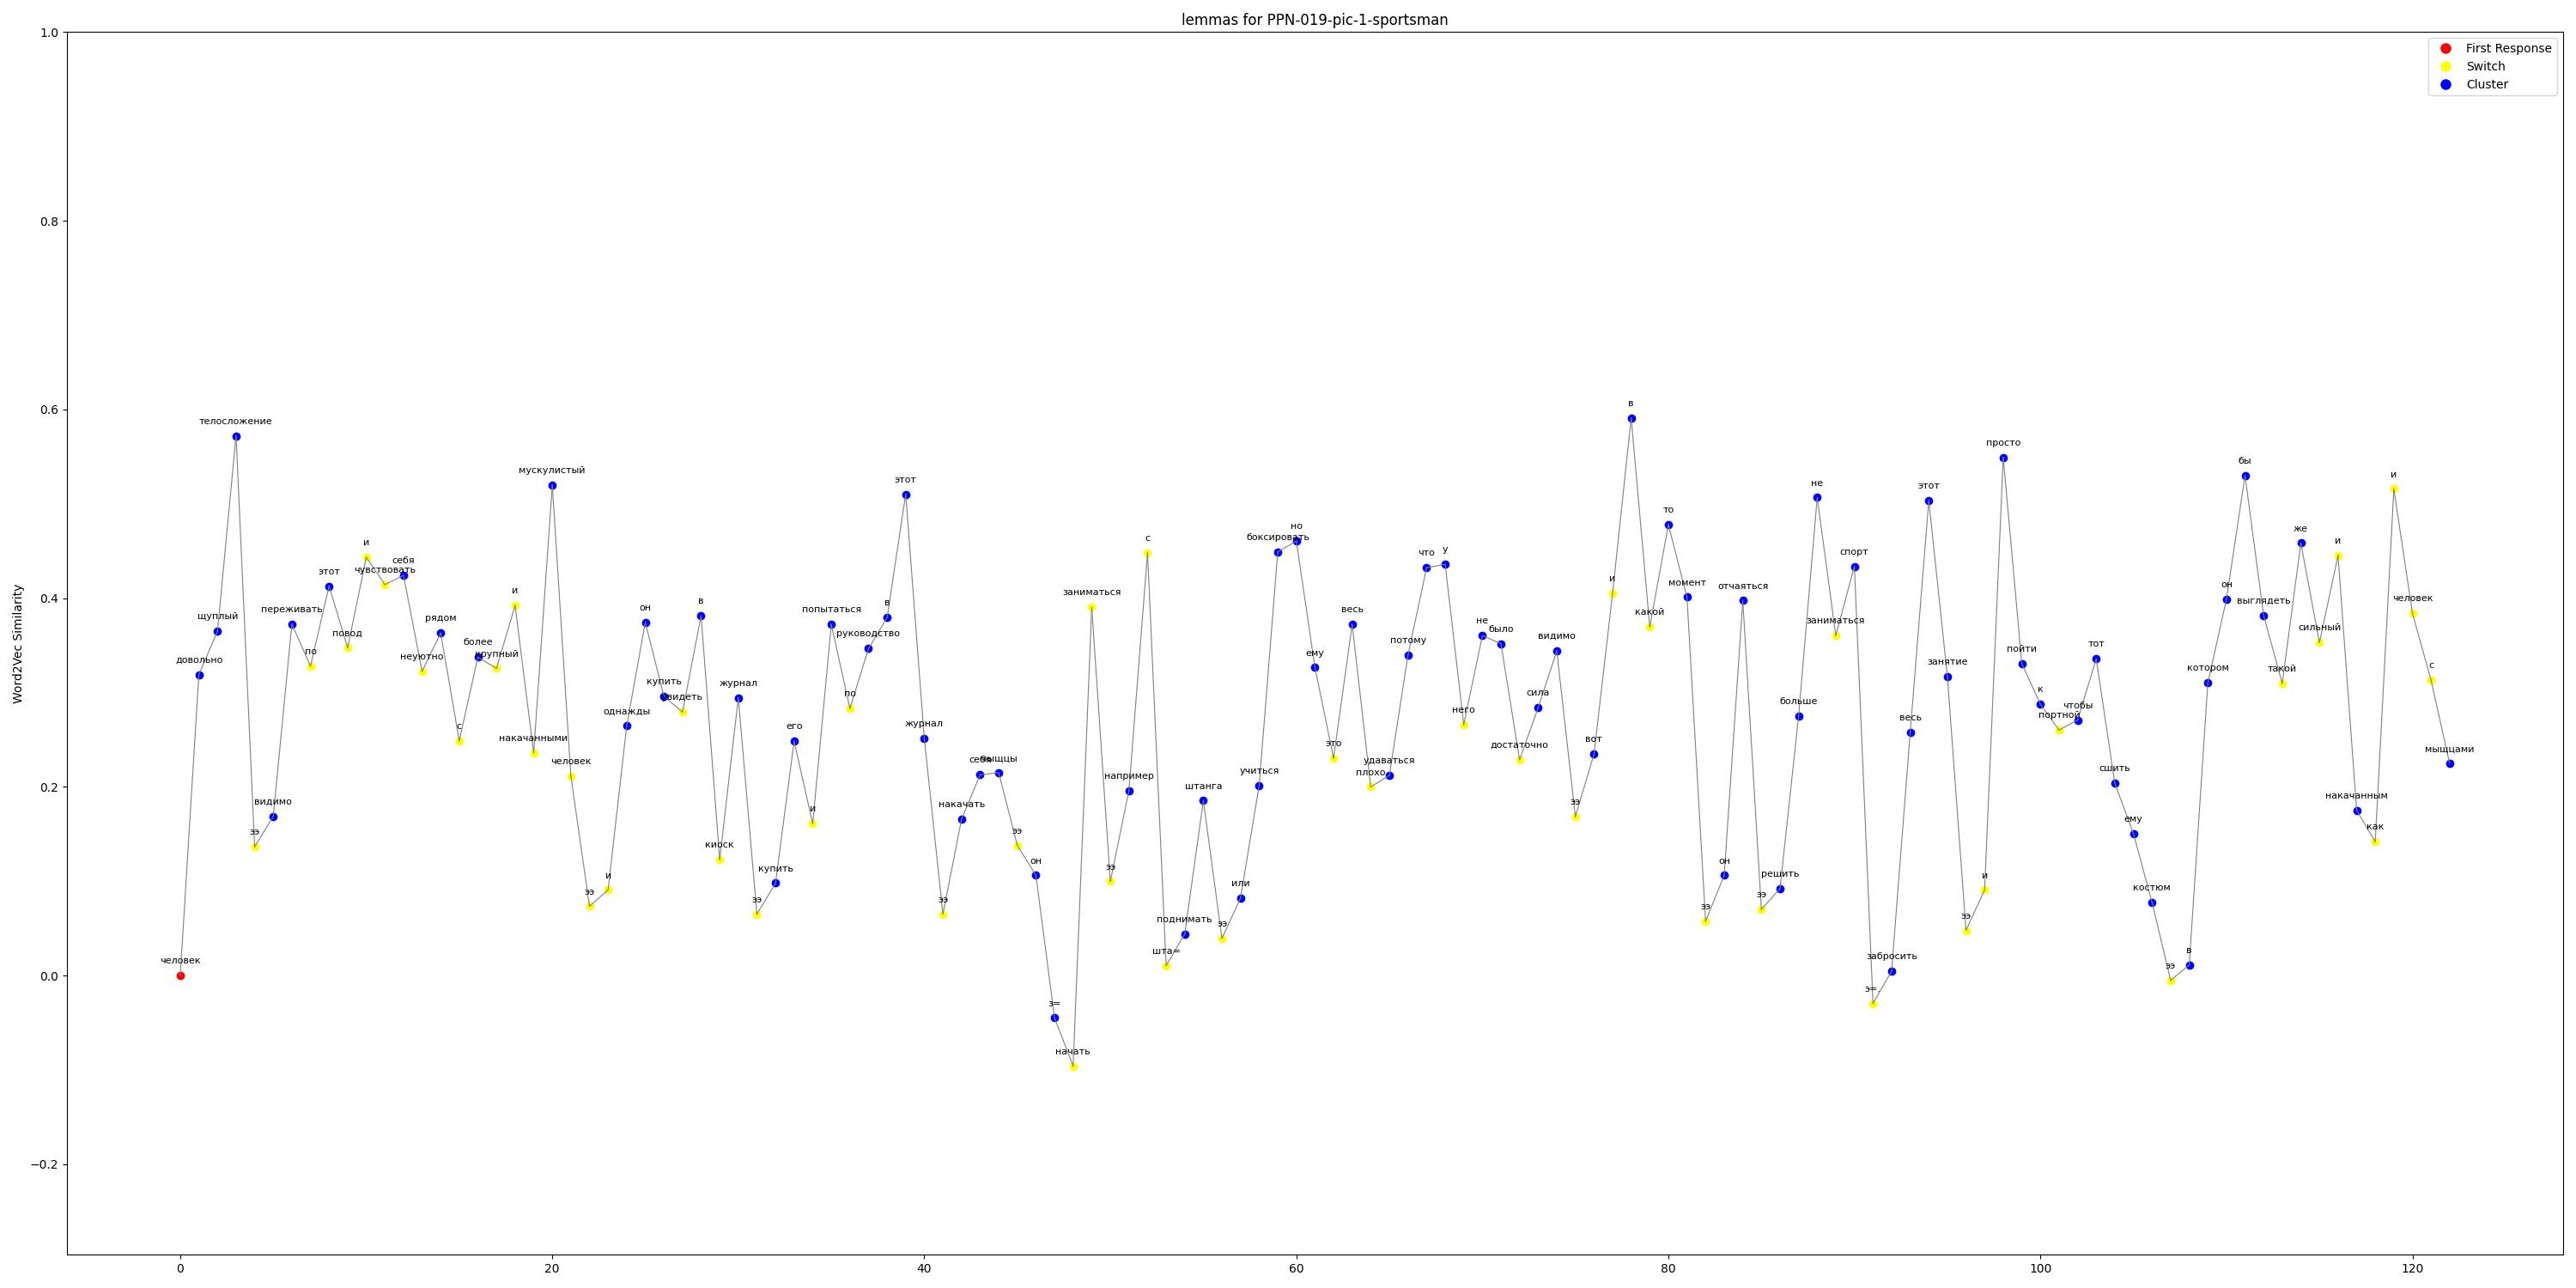 lemmas for PPN-019-pic-1-sportsman
First Response
Switch
Cluster
Word2Vec Similarity
1.0
0.8
0.6
0.4
0.2
0.0
−0.2
0
20
40
60
80
100
120
человек
довольно
щуплый
телосложение
ээ
видимо
переживать
по
этот
повод
и
чувствовать
себя
неуютно
рядом
с
более
крупный
и
накачанными
мускулистый
человек
ээ
и
однажды
он
купить
увидеть
в
киоск
журнал
ээ
купить
его
и
попытаться
по
руководство
в
этот
журнал
ээ
накачать
себе
мыщцы
ээ
он
з=
начать
заниматься
ээ
например
с
шта=
поднимать
штанга
ээ
или
учиться
боксировать
но
ему
это
весь
плохо
удаваться
потому
что
у
него
не
было
достаточно
сила
видимо
ээ
вот
и
в
какой
то
момент
ээ
он
отчаяться
ээ
решить
больше
не
заниматься
спорт
э=.
забросить
весь
этот
занятие
ээ
и
просто
пойти
к
портной
чтобы
тот
сшить
ему
костюм
ээ
в
котором
он
бы
выглядеть
такой
же
сильный
и
накачанным
как
и
человек
с
мыщцами